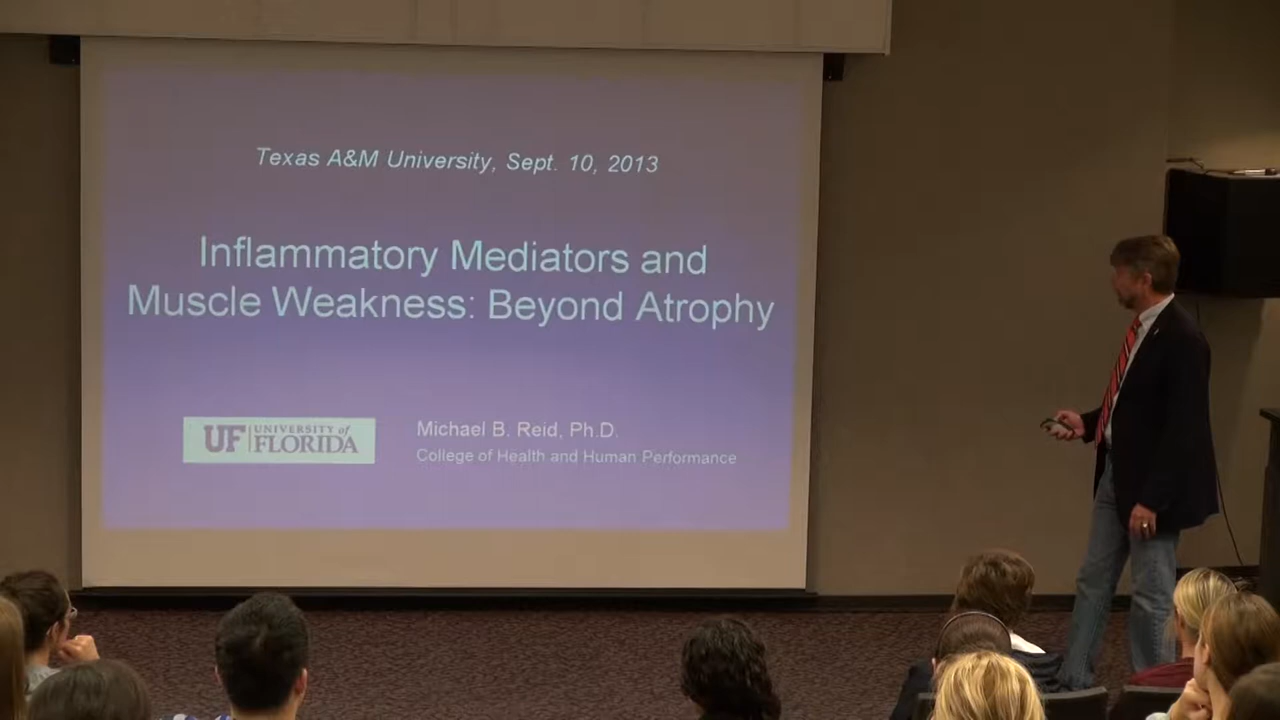 Texas A&M University, Sept. 10, 2013
Inflammatory Mediators and
Muscle Weakness: Beyond Atrophy
UF UNIVERSITY of
FLORIDA
Michael B. Reid, Ph.D.
College of Health and Human Performance